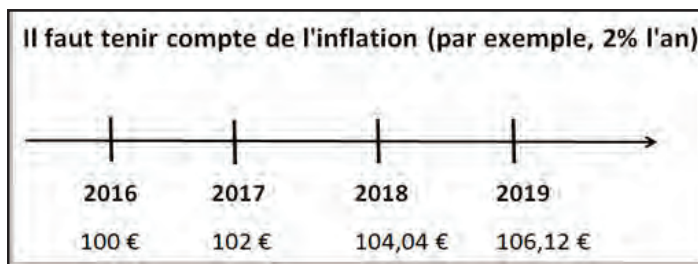 Il faut tenir compte de l'inflation (par exemple, 2% l'an)
2016 2017 2018 2019
100 € 102 € 104,04 € 106,12 €